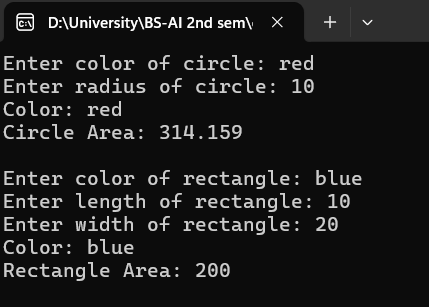 D:\University\BS-AI 2nd sem\
Enter color of circle: red
Enter radius of circle: 10
Color: red
Circle Area: 314.159
Enter color of rectangle: blue
Enter length of rectangle: 10
Enter width of rectangle: 20
Color: blue
Rectangle Area: 200